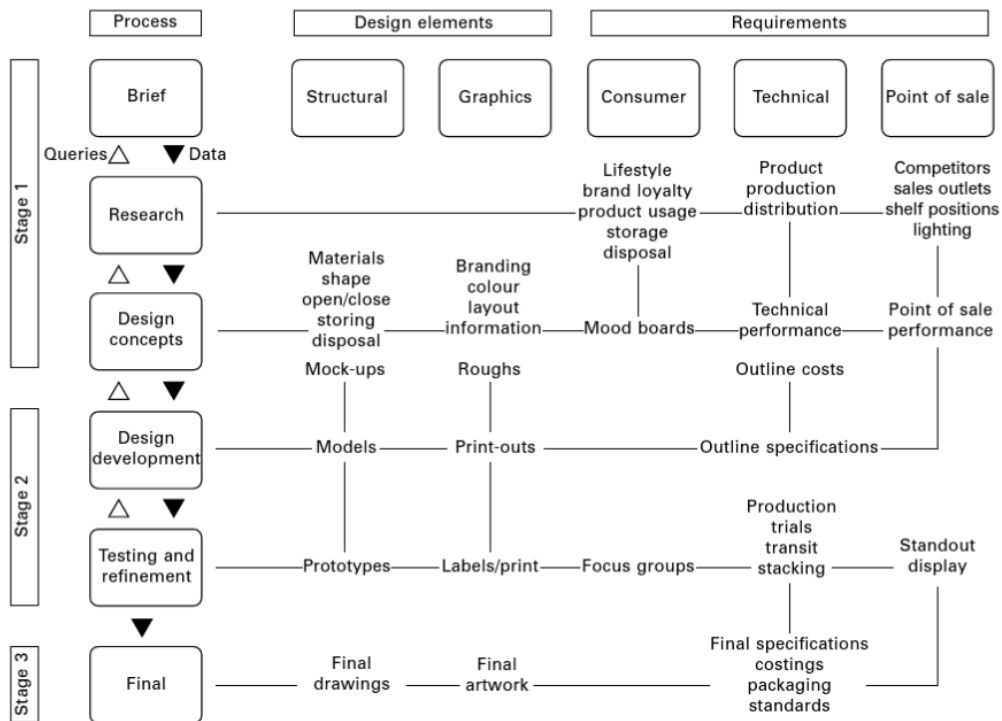 Process
Design elements
Requirements
Stage 1
Brief
Structural
Graphics
Consumer
Technical
Point of sale
Queries
Data
Research
Lifestyle
brand loyalty
product usage
storage
disposal
Product
production
distribution
Competitors
sales outlets
shelf positions
lighting
Design
concepts
Materials
shape
open/close
storing
disposal
Branding
colour
layout
information
Mood boards
Technical
performance
Point of sale
performance
Mock-ups
Roughs
Outline costs
Stage 2
Design
development
Models
Print-outs
Outline specifications
Testing and
refinement
Prototypes
Labels/print
Focus groups
Production
trials
transit
stacking
Standout
display
Stage 3
Final
Final
drawings
Final
artwork
Final specifications
costings
packaging
standards